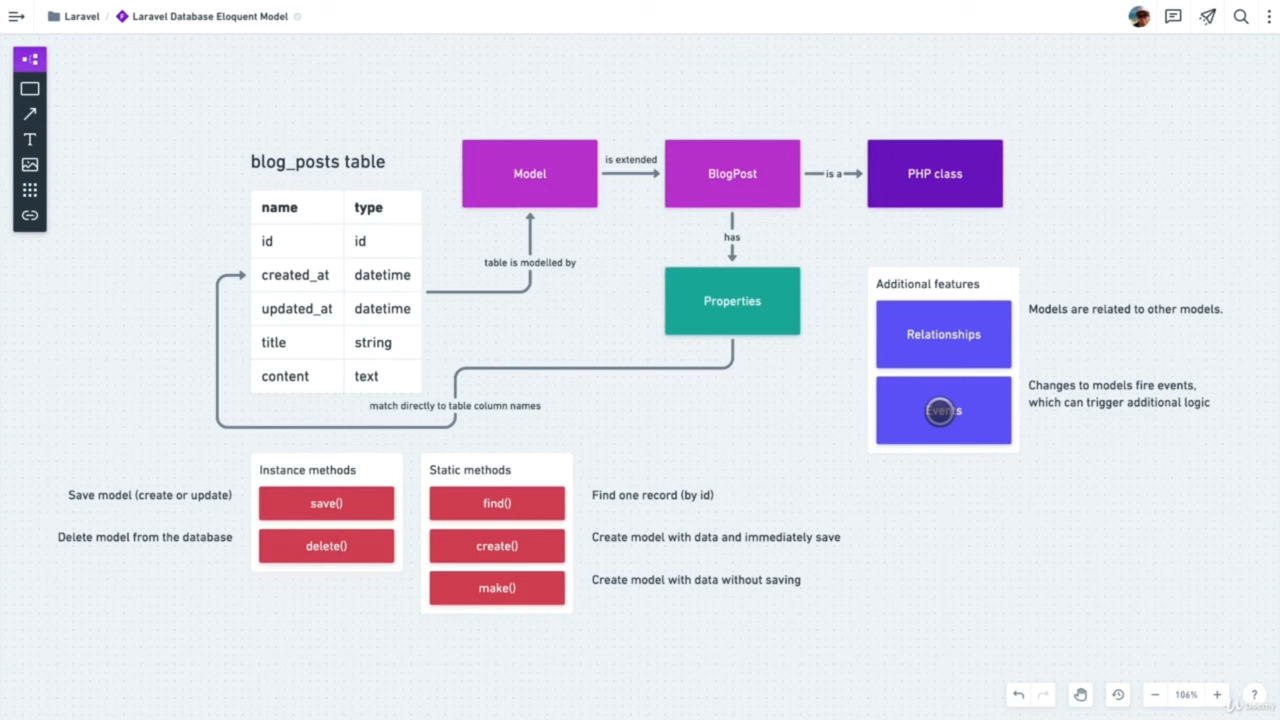 Laravel / Laravel Database Eloquent Model
blog_posts table
name type
id id
created_at datetime
updated_at datetime
title string
content text
Model
is extended
BlogPost
is a
PHP class
table is modelled by
has
Properties
match directly to table column names
Additional features
Relationships
Models are related to other models.
Events
Changes to models fire events,
which can trigger additional logic
Instance methods
Save model (create or update)
save()
Delete model from the database
delete()
Static methods
find()
Find one record (by id)
create()
Create model with data and immediately save
make()
Create model with data without saving
106%
?
Udemy